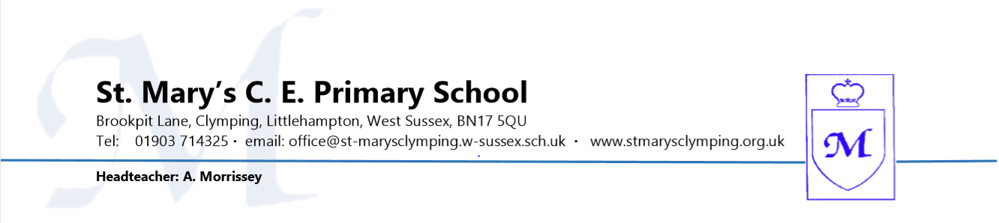 St. Mary’s C. E. Primary School
Brookpit Lane, Clymping, Littlehampton, West Sussex, BN17 5QU
Tel: 01903 714325 · email: office@st-marysclymping.w-sussex.sch.uk · www.stmarysclymping.org.uk
M
Headteacher: A. Morrissey
M